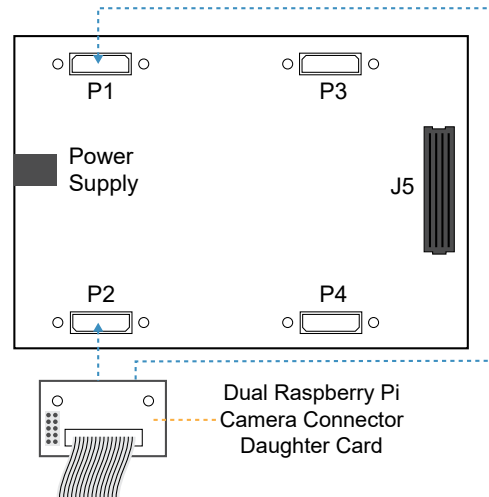 P1
P3
Power
Supply
J5
P2
P4
Dual Raspberry Pi
Camera Connector
Daughter Card